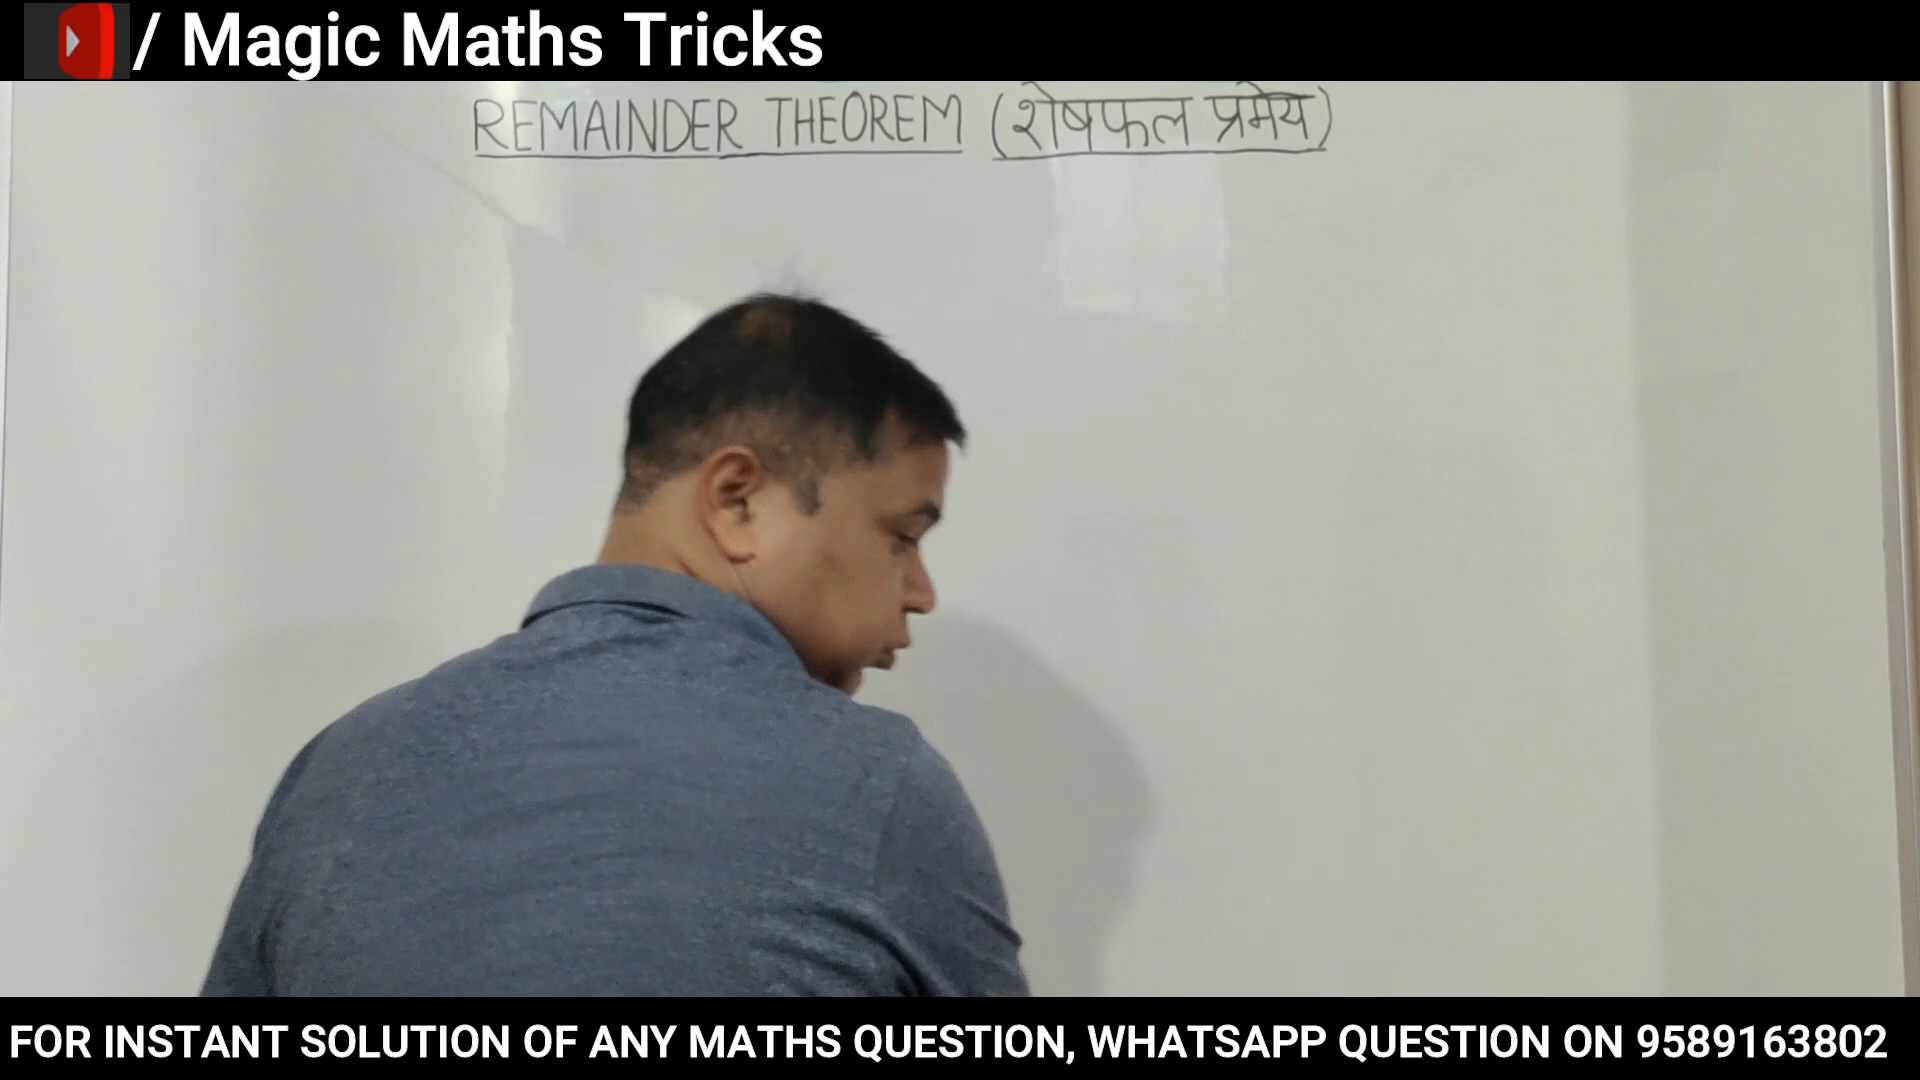 / Magic Maths Tricks
REMAINDER THEOREM (शेषफल प्रमेय)
FOR INSTANT SOLUTION OF ANY MATHS QUESTION, WHATSAPP QUESTION ON 9589163802